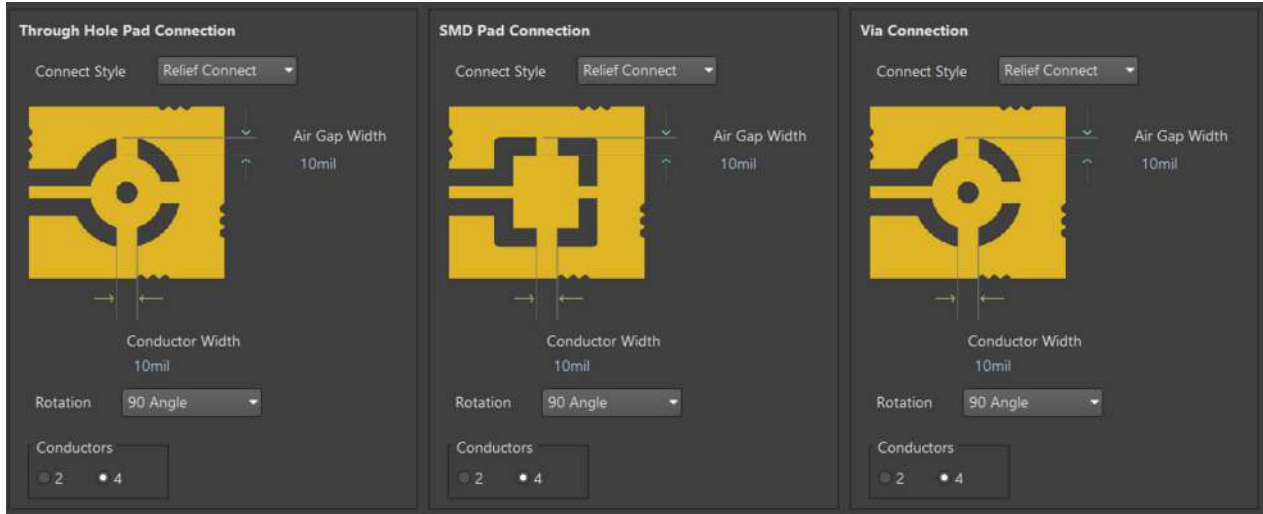 Through Hole Pad Connection
Connect Style Relief Connect
Air Gap Width
10mil
Conductor Width
10mil
Rotation 90 Angle
Conductors
2 4
SMD Pad Connection
Connect Style Relief Connect
Air Gap Width
10mil
Conductor Width
10mil
Rotation 90 Angle
Conductors
2 4
Via Connection
Connect Style Relief Connect
Air Gap Width
10mil
Conductor Width
10mil
Rotation 90 Angle
Conductors
2 4